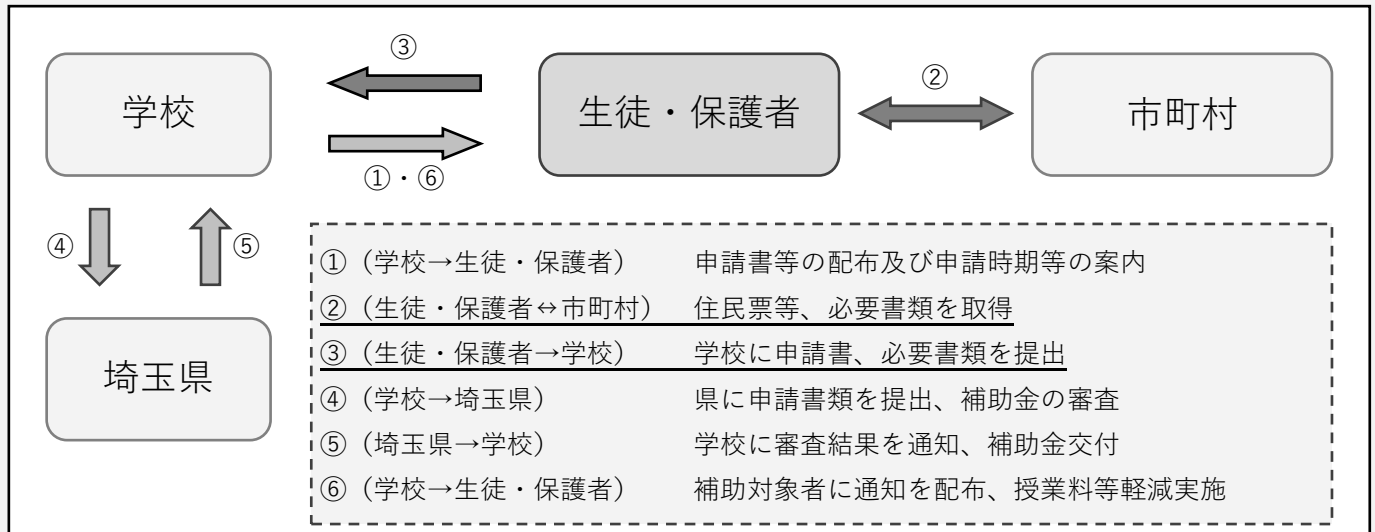 ③
②
学校
生徒・保護者
市町村
①・⑥
④
⑤
①（学校→生徒・保護者） 申請書等の配布及び申請時期等の案内
②（生徒・保護者↔市町村） 住民票等、必要書類を取得
③（生徒・保護者→学校） 学校に申請書、必要書類を提出
埼玉県
④（学校→埼玉県） 県に申請書類を提出、補助金の審査
⑤（埼玉県→学校） 学校に審査結果を通知、補助金交付
⑥（学校→生徒・保護者） 補助対象者に通知を配布、授業料等軽減実施